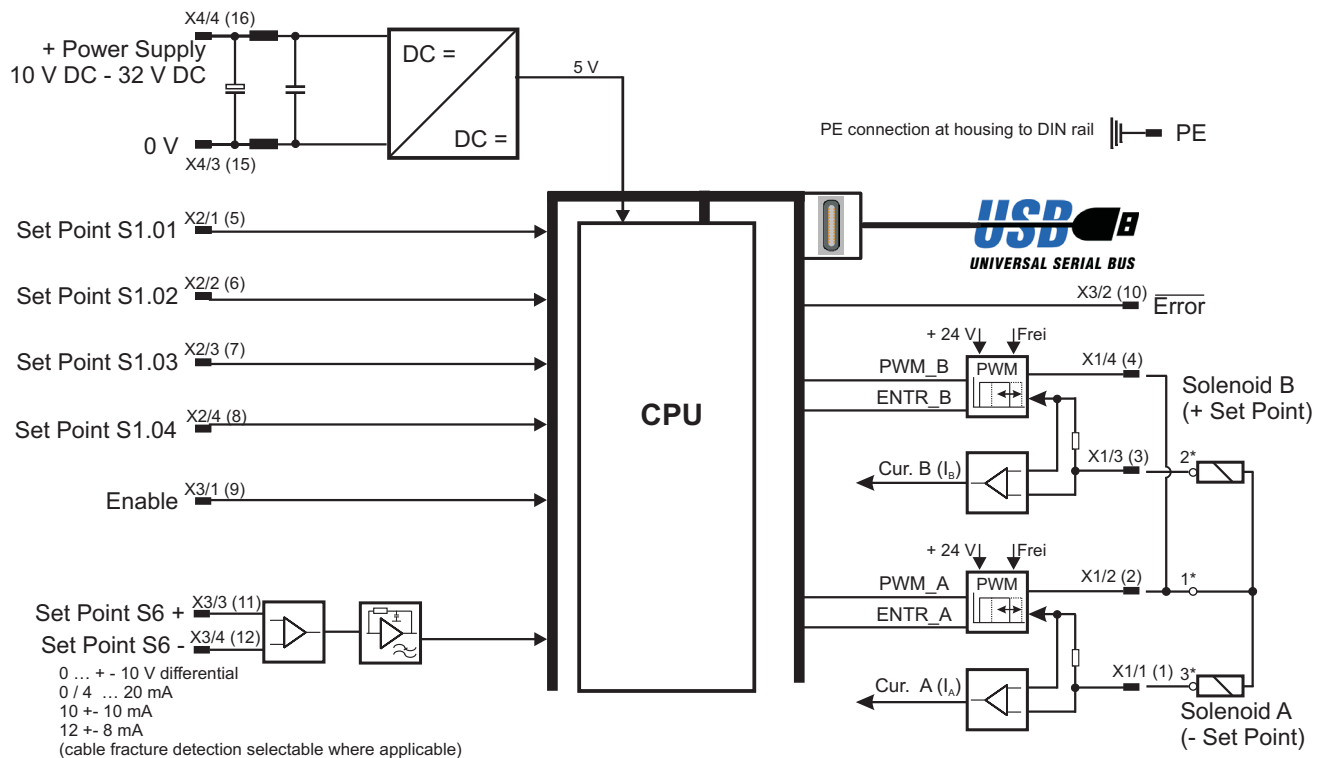 X4/4 (16)
+ Power Supply
10 V DC - 32 V DC
0 V
X4/3 (15)
DC =
DC =
5 V
PE connection at housing to DIN rail
PE
Set Point S1.01
X2/1 (5)
Set Point S1.02
X2/2 (6)
Set Point S1.03
X2/3 (7)
Set Point S1.04
X2/4 (8)
Enable
X3/1 (9)
Set Point S6 +
X3/3 (11)
Set Point S6 -
X3/4 (12)
0 ... + - 10 V differential
0 / 4 ... 20 mA
10 +- 10 mA
12 +- 8 mA
(cable fracture detection selectable where applicable)
CPU
USB
UNIVERSAL SERIAL BUS
X3/2 (10)
Error
+ 24 V
Frei
PWM_B
PWM
X1/4 (4)
ENTR_B
Solenoid B
(+ Set Point)
Cur. B (I_B)
X1/3 (3)
2*
+ 24 V
Frei
PWM_A
PWM
X1/2 (2)
1*
ENTR_A
Cur. A (I_A)
X1/1 (1)
3*
Solenoid A
(- Set Point)